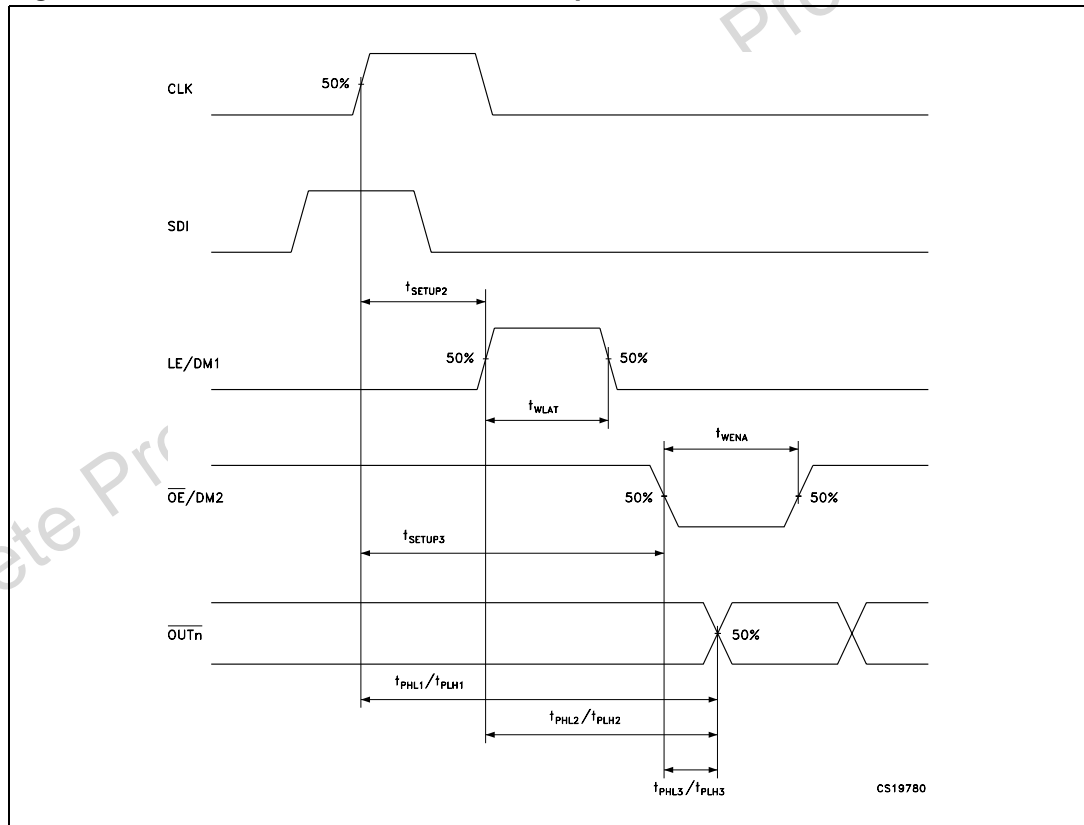 CLK
50%
SDI
tSETUP2
LE/DM1
50%
50%
tWLAT
tWENA
OE/DM2
50%
50%
tSETUP3
OUTn
50%
tPHL1/tPLH1
tPHL2/tPLH2
tPHL3/tPLH3
CS19780